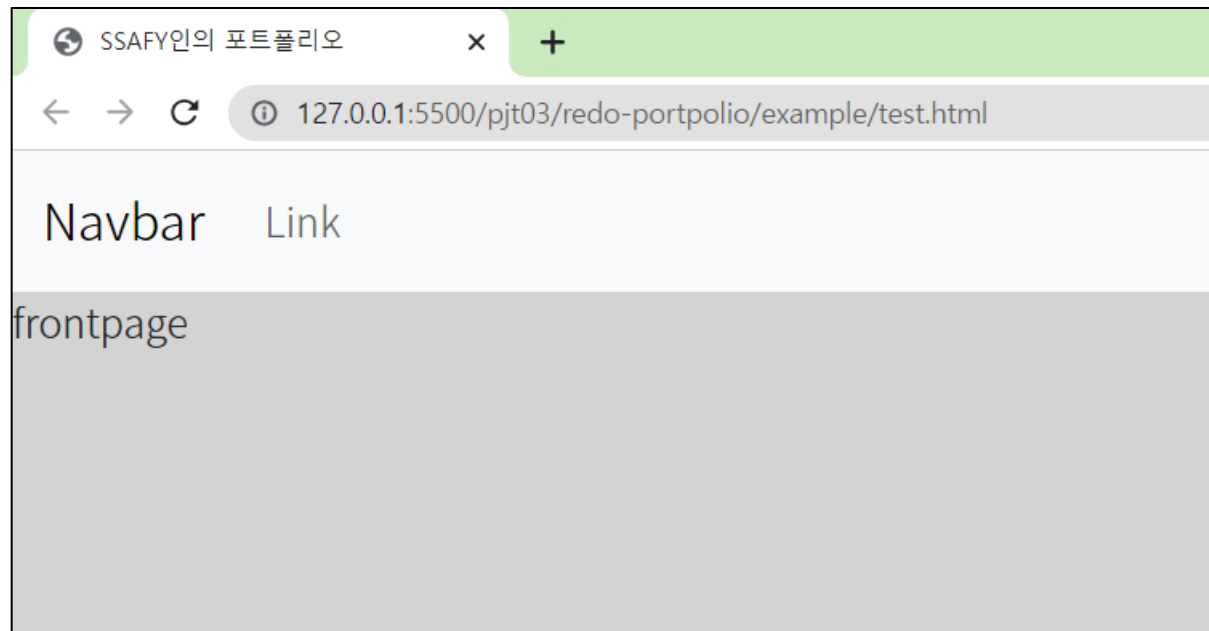 SSAFY인의 포트폴리오
127.0.0.1:5500/pjt03/redo-portpolio/example/test.html
Navbar Link
frontpage